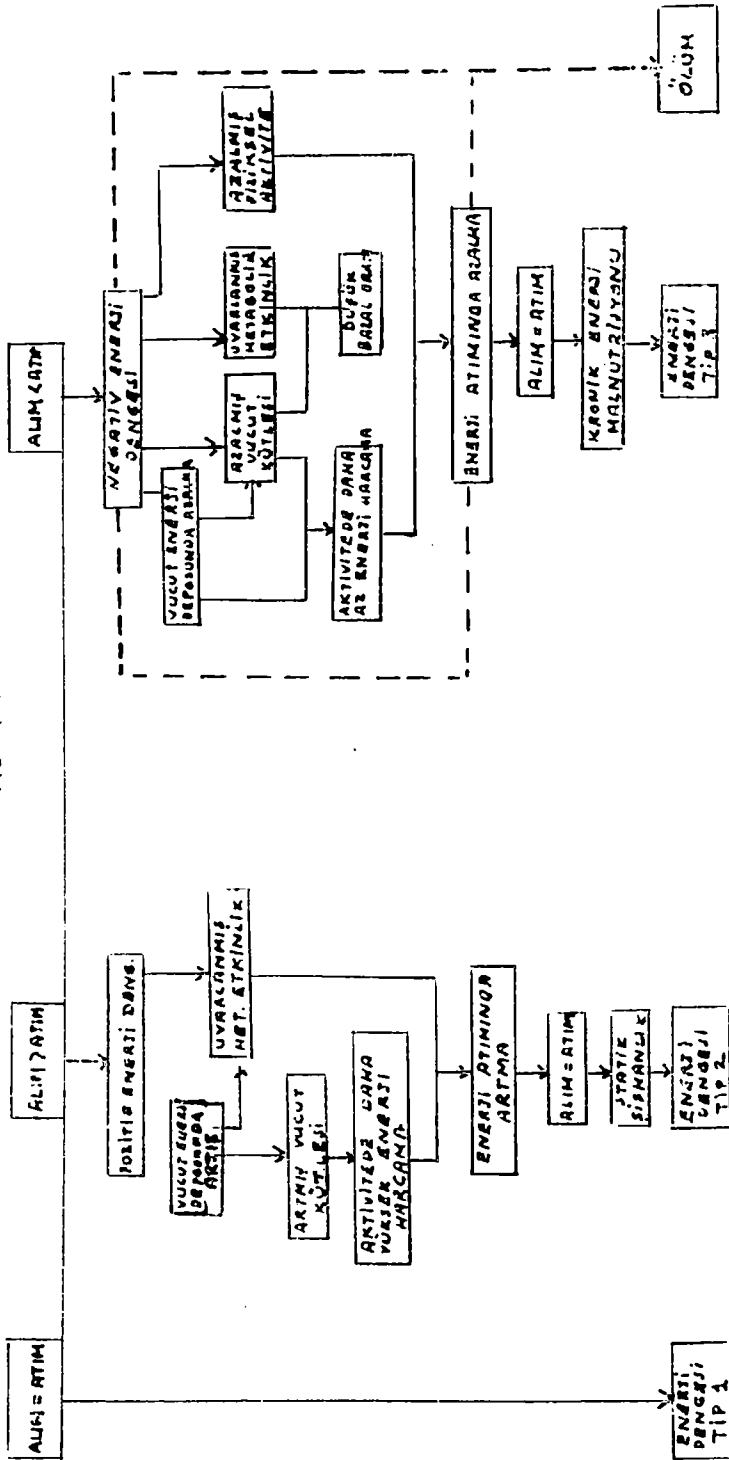 ALIM = ATIM
ENERJİ
DENGESİ
TİP 1
ALIM > ATIM
POZİTİF ENERJİ DENG.
VÜCUT ENERJİ
DEPOSUNDA
ARTIŞ
UYARLANMIŞ
MET. ETKİNLİK
ARTMIŞ VÜCUT
KÜTLESİ
AKTİVİTEDE DAHA
YÜKSEK ENERJİ
HARCAMA
ENERJİ ATIMINDA
ARTMA
ALIM = ATIM
STATİK
ŞİŞMANLIK
ENERJİ
DENGESİ
TİP 2
ALIM < ATIM
NEGATİV ENERJİ
DENGESİ
VÜCUT ENERJİ
DEPOSUNDA AZALMA
AZALMIŞ
VÜCUT
KÜTLESİ
UYARLANMIŞ
METABOLİK
ETKİNLİK
AZALMIŞ
FİZİKSEL
AKTİVİTE
DÜŞÜK
BAZAL
AKTİVİTEDE DAHA
AZ ENERJİ HARCAMA
ENERJİ ATIMINDA AZALMA
ALIM = ATIM
KRONİK ENERJİ
MALNUTRİSYONU
ENERJİ
DENGESİ
TİP 3
ÖLÜM